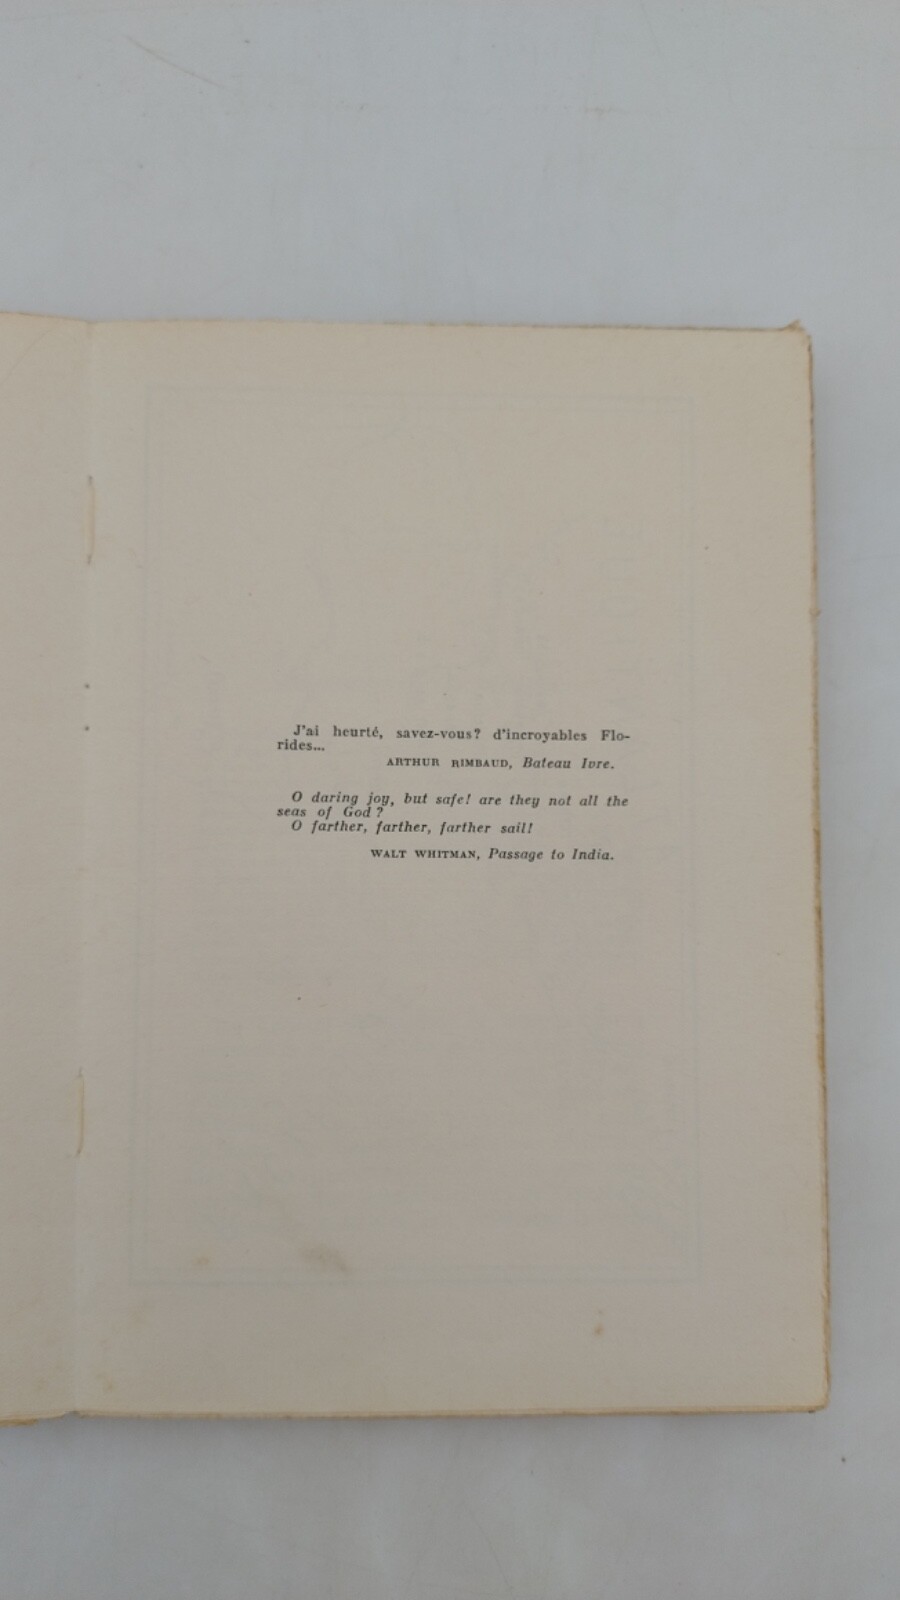 J'ai heurté, savez-vous? d'incroyables Flo-
rides...
ARTHUR RIMBAUD, Bateau Ivre.
O daring joy, but safe! are they not all the
seas of God?
O farther, farther, farther sail!
WALT WHITMAN, Passage to India.